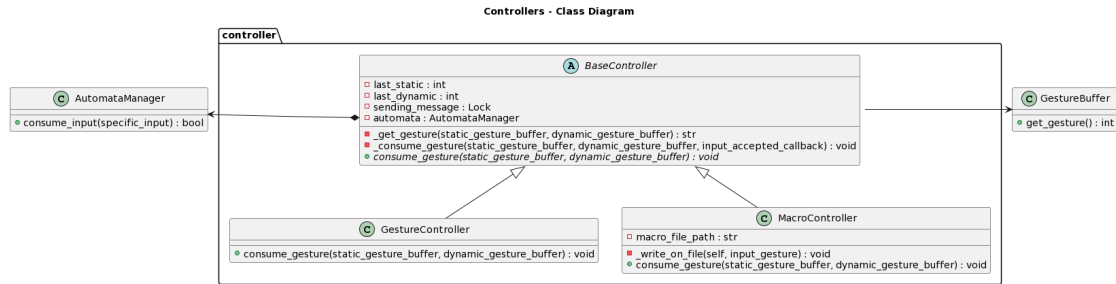 Controllers - Class Diagram
controller
A BaseController
last_static : int
last_dynamic : int
sending_message : Lock
automata : AutomataManager
_get_gesture(static_gesture_buffer, dynamic_gesture_buffer) : str
_consume_gesture(static_gesture_buffer, dynamic_gesture_buffer, input_accepted_callback) : void
consume_gesture(static_gesture_buffer, dynamic_gesture_buffer) : void
C AutomataManager
consume_input(specific_input) : bool
C GestureBuffer
get_gesture() : int
C GestureController
consume_gesture(static_gesture_buffer, dynamic_gesture_buffer) : void
C MacroController
macro_file_path : str
_write_on_file(self, input_gesture) : void
consume_gesture(static_gesture_buffer, dynamic_gesture_buffer) : void